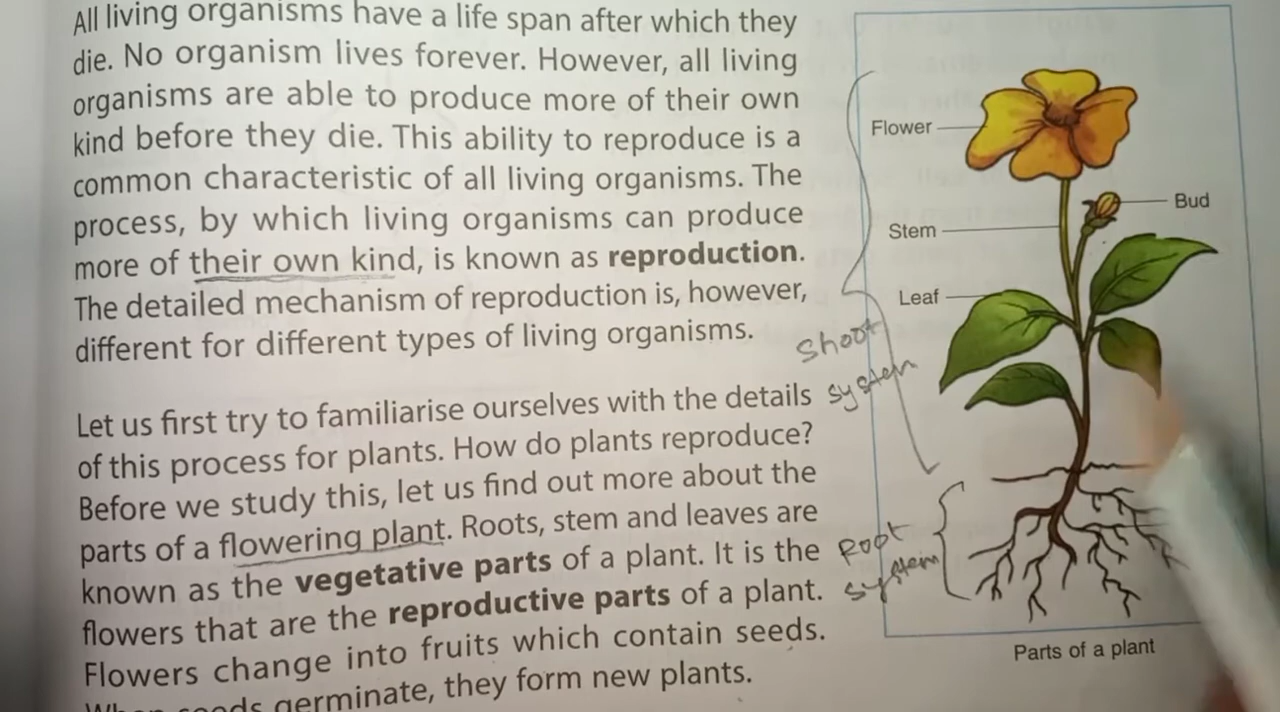 All living organisms have a life span after which they
die. No organism lives forever. However, all living
organisms are able to produce more of their own
kind before they die. This ability to reproduce is a
common characteristic of all living organisms. The
process, by which living organisms can produce
more of their own kind, is known as reproduction.
The detailed mechanism of reproduction is, however,
different for different types of living organisms.
Let us first try to familiarise ourselves with the details
of this process for plants. How do plants reproduce?
Before we study this, let us find out more about the
parts of a flowering plant. Roots, stem and leaves are
known as the vegetative parts of a plant. It is the
flowers that are the reproductive parts of a plant.
Flowers change into fruits which contain seeds.
When seeds germinate, they form new plants.
Flower
Bud
Stem
Leaf
Shoot
system
Root
system
Parts of a plant